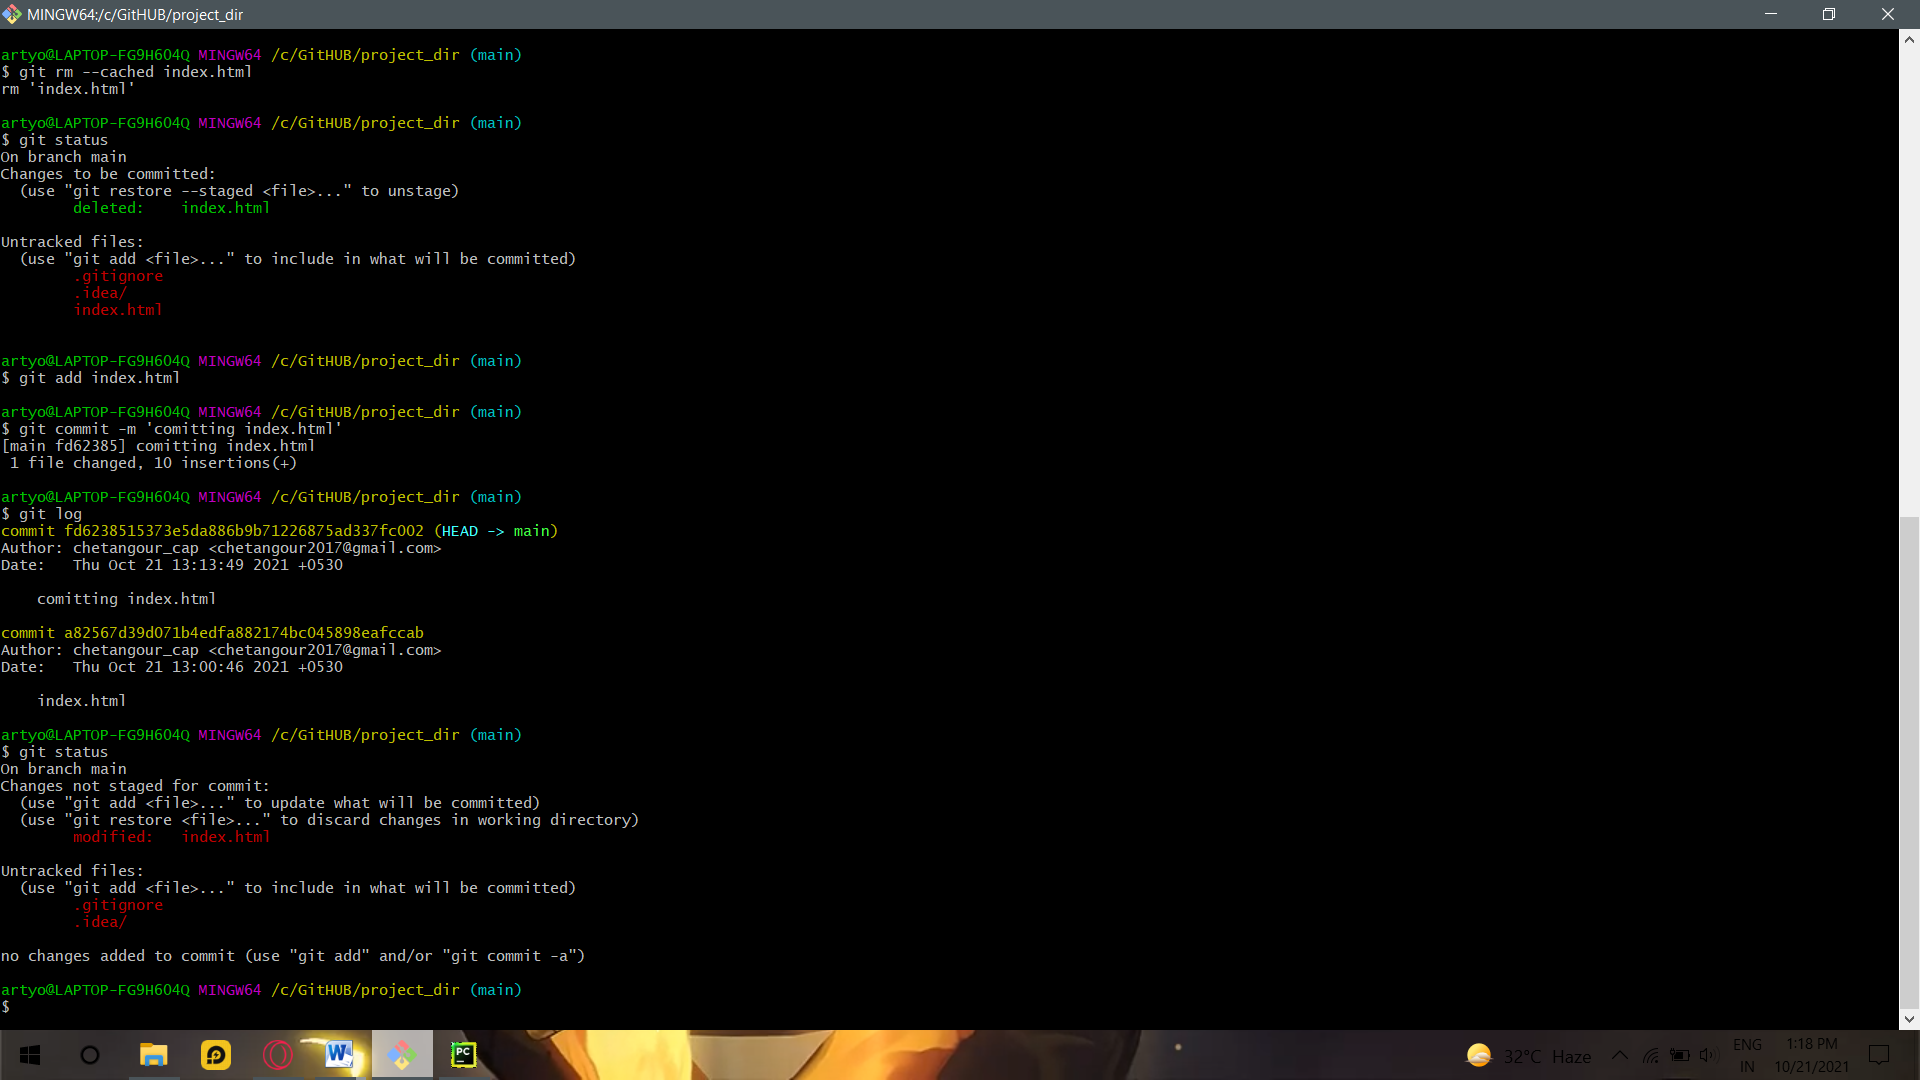 MINGW64:/c/GitHUB/project_dir
artyo@LAPTOP-FG9H6O4Q MINGW64 /c/GitHUB/project_dir (main)
$ git rm --cached index.html
rm 'index.html'
artyo@LAPTOP-FG9H6O4Q MINGW64 /c/GitHUB/project_dir (main)
$ git status
On branch main
Changes to be committed:
  (use "git restore --staged <file>..." to unstage)
        deleted:    index.html
Untracked files:
  (use "git add <file>..." to include in what will be committed)
        .gitignore
        .idea/
        index.html
artyo@LAPTOP-FG9H6O4Q MINGW64 /c/GitHUB/project_dir (main)
$ git add index.html
artyo@LAPTOP-FG9H6O4Q MINGW64 /c/GitHUB/project_dir (main)
$ git commit -m 'comitting index.html'
[main fd62385] comitting index.html
 1 file changed, 10 insertions(+)
artyo@LAPTOP-FG9H6O4Q MINGW64 /c/GitHUB/project_dir (main)
$ git log
commit fd6238515373e5da886b9b71226875ad337fc002 (HEAD -> main)
Author: chetangour_cap <chetangour2017@gmail.com>
Date:   Thu Oct 21 13:13:49 2021 +0530
    comitting index.html
commit a82567d39d071b4edfa882174bc045898eafccab
Author: chetangour_cap <chetangour2017@gmail.com>
Date:   Thu Oct 21 13:00:46 2021 +0530
    index.html
artyo@LAPTOP-FG9H6O4Q MINGW64 /c/GitHUB/project_dir (main)
$ git status
On branch main
Changes not staged for commit:
  (use "git add <file>..." to update what will be committed)
  (use "git restore <file>..." to discard changes in working directory)
        modified:   index.html
Untracked files:
  (use "git add <file>..." to include in what will be committed)
        .gitignore
        .idea/
no changes added to commit (use "git add" and/or "git commit -a")
artyo@LAPTOP-FG9H6O4Q MINGW64 /c/GitHUB/project_dir (main)
$
W PC 32°C Haze ENG 1:18 PM
IN 10/21/2021